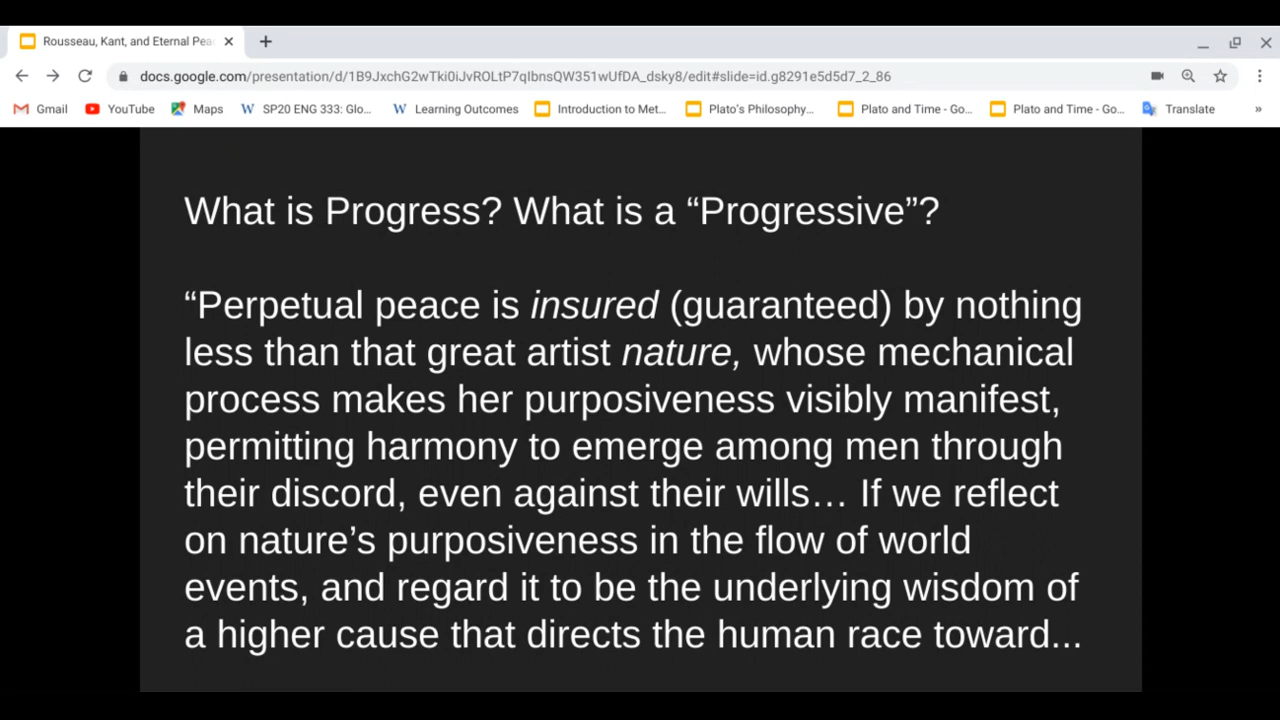 Rousseau, Kant, and Eternal Pea
docs.google.com/presentation/d/1B9JxchG2wTki0iJvROLtP7qIbnsQW351wUfDA_dsky8/edit#slide=id.g8291e5d5d7_2_86
Gmail YouTube Maps SP20 ENG 333: Glo... Learning Outcomes Introduction to Met... Plato's Philosophy... Plato and Time - Go... Plato and Time - Go... Translate »
What is Progress? What is a “Progressive”?
“Perpetual peace is insured (guaranteed) by nothing
less than that great artist nature, whose mechanical
process makes her purposiveness visibly manifest,
permitting harmony to emerge among men through
their discord, even against their wills… If we reflect
on nature’s purposiveness in the flow of world
events, and regard it to be the underlying wisdom of
a higher cause that directs the human race toward...